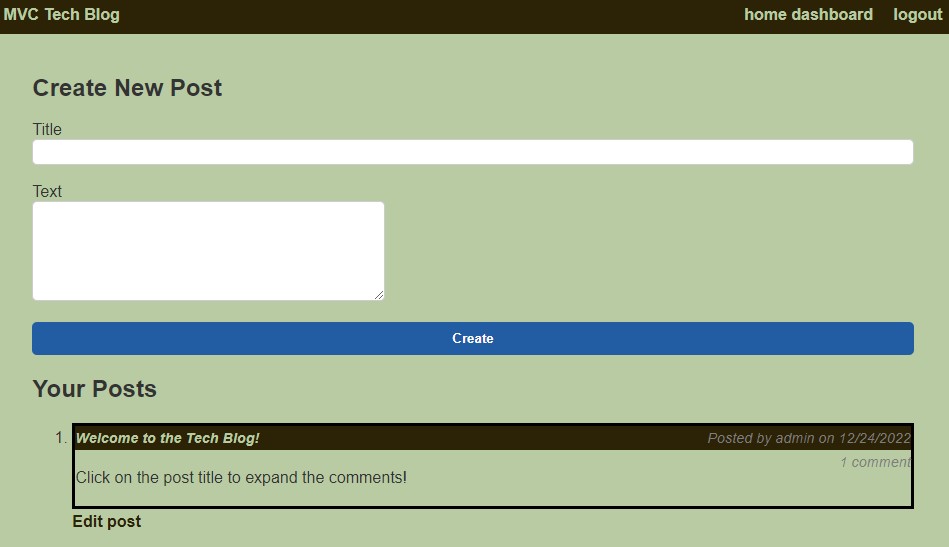 MVC Tech Blog home dashboard logout
Create New Post
Title
Text
Create
Your Posts
1. Welcome to the Tech Blog! Posted by admin on 12/24/2022
1 comment
Click on the post title to expand the comments!
Edit post